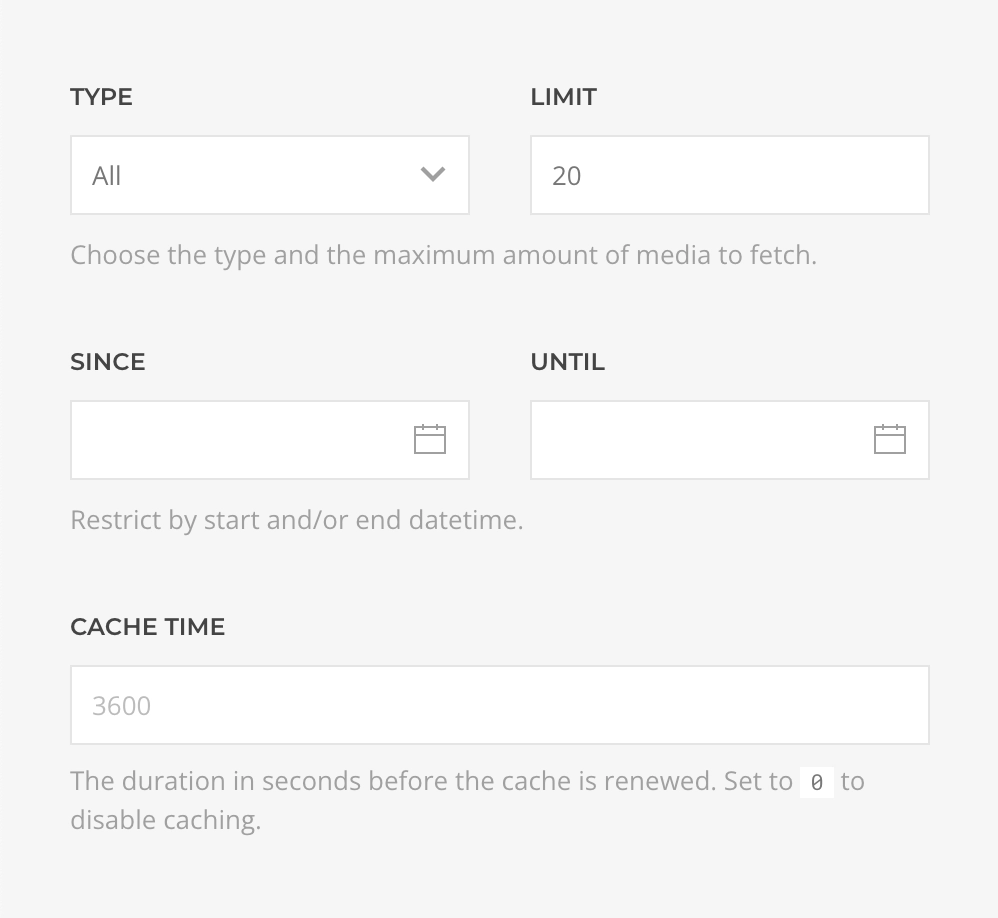 TYPE
LIMIT
All
20
Choose the type and the maximum amount of media to fetch.
SINCE
UNTIL
Restrict by start and/or end datetime.
CACHE TIME
3600
The duration in seconds before the cache is renewed. Set to 0 to
disable caching.